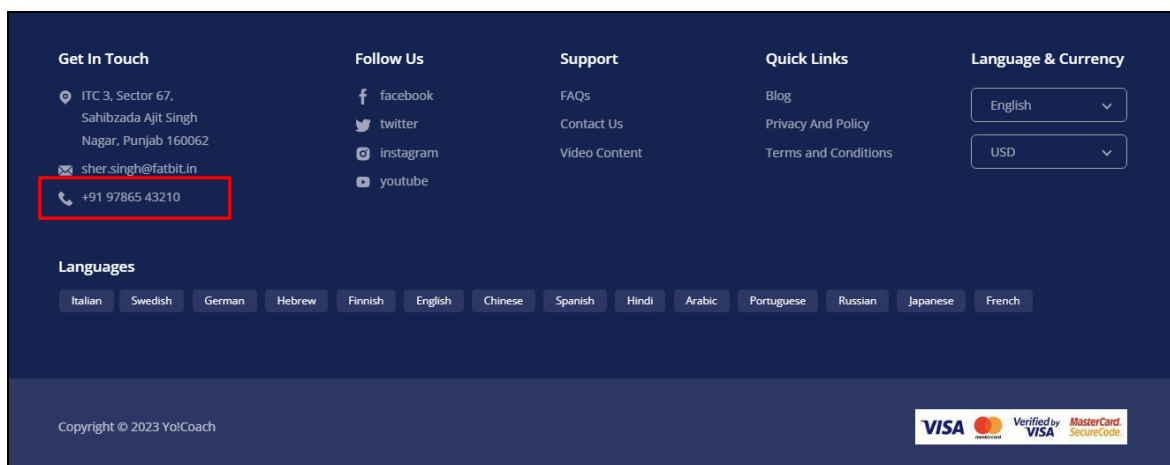 Get In Touch
ITC 3, Sector 67,
Sahibzada Ajit Singh
Nagar, Punjab 160062
sher.singh@fatbit.in
+91 97865 43210
Follow Us
facebook
twitter
instagram
youtube
Support
FAQs
Contact Us
Video Content
Quick Links
Blog
Privacy And Policy
Terms and Conditions
Language & Currency
English
USD
Languages
Italian Swedish German Hebrew Finnish English Chinese Spanish Hindi Arabic Portuguese Russian Japanese French
Copyright © 2023 Yo!Coach
VISA
mastercard
Verified by
VISA
MasterCard.
SecureCode.